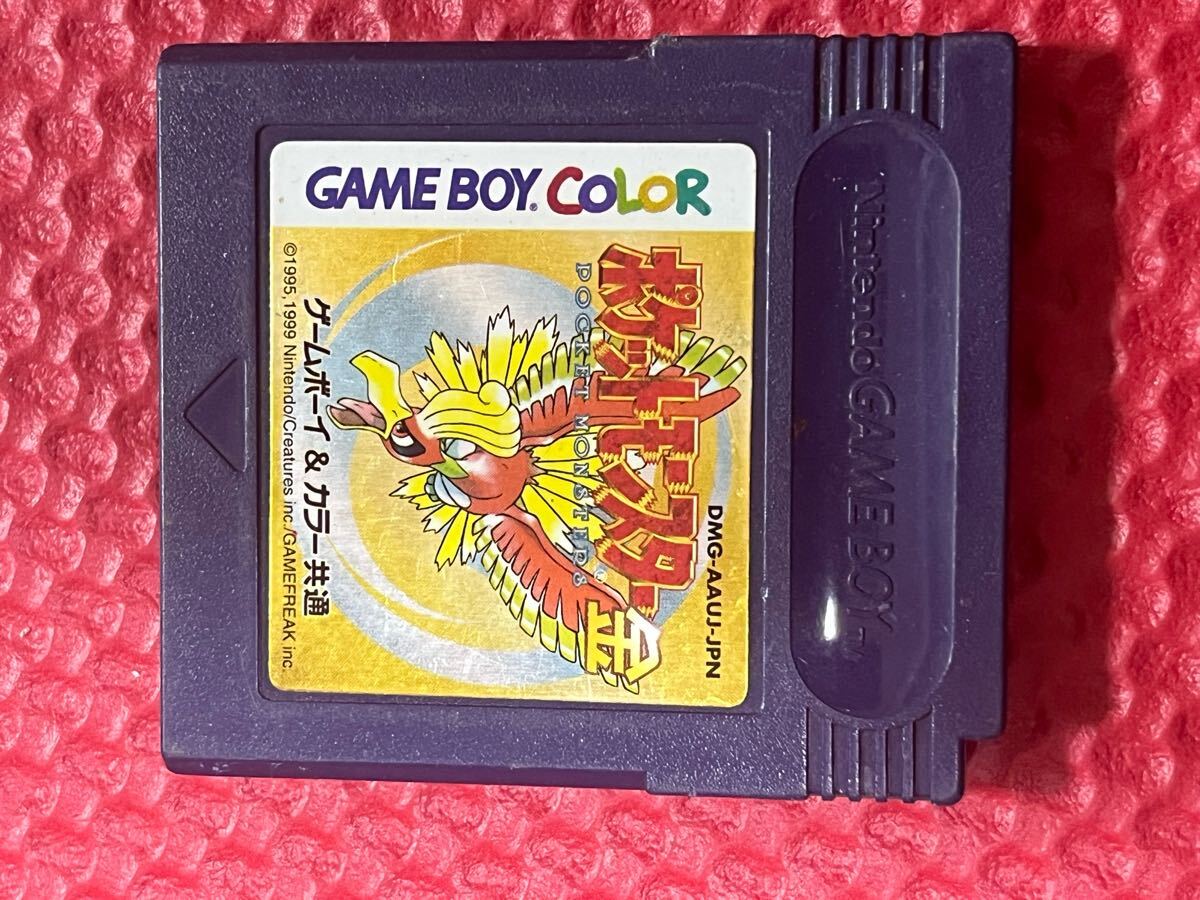 Nintendo GAME BOY™
GAME BOY® COLOR
ポケットモンスター
POCKET MONSTERS
金
DMG-AAUJ-JPN
ゲームボーイ & カラー共通
©1995,1999 Nintendo/Creatures inc./GAMEFREAK inc.